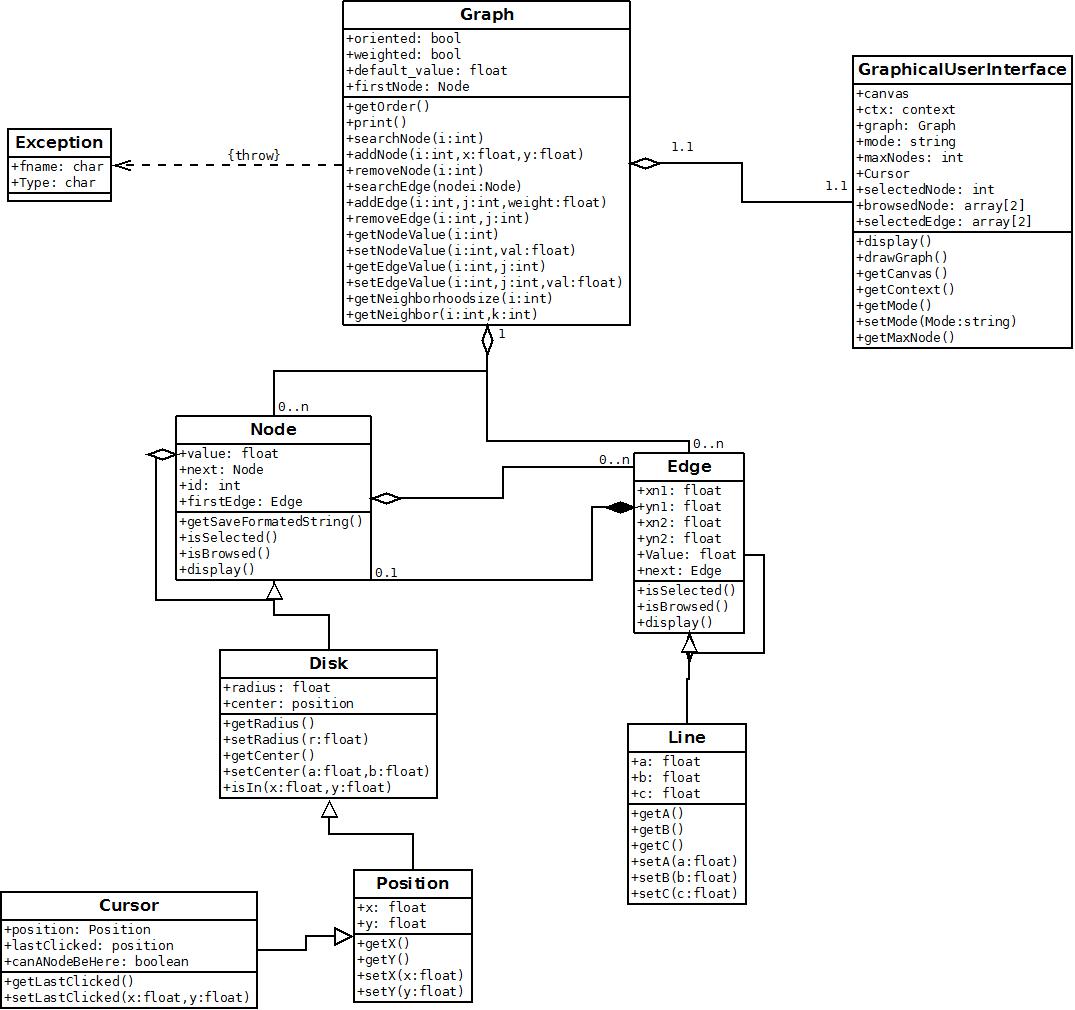 Graph
+oriented: bool
+weighted: bool
+default_value: float
+firstNode: Node
+getOrder()
+print()
+searchNode(i:int)
+addNode(i:int,x:float,y:float)
+removeNode(i:int)
+searchEdge(nodei:Node)
+addEdge(i:int,j:int,weight:float)
+removeEdge(i:int,j:int)
+getNodeValue(i:int)
+setNodeValue(i:int,val:float)
+getEdgeValue(i:int,j:int)
+setEdgeValue(i:int,j:int,val:float)
+getNeighborhoodsize(i:int)
+getNeighbor(i:int,k:int)
GraphicalUserInterface
+canvas
+ctx: context
+graph: Graph
+mode: string
+maxNodes: int
+Cursor
+selectedNode: int
+browsedNode: array[2]
+selectedEdge: array[2]
+display()
+drawGraph()
+getCanvas()
+getContext()
+getMode()
+setMode(Mode:string)
+getMaxNode()
Exception
+fname: char
+Type: char
{throw}
1.1
1.1
1
0..n
0..n
Node
+value: float
+next: Node
+id: int
+firstEdge: Edge
+getSaveFormatedString()
+isSelected()
+isBrowsed()
+display()
0..n
0.1
Edge
+xn1: float
+yn1: float
+xn2: float
+yn2: float
+Value: float
+next: Edge
+isSelected()
+isBrowsed()
+display()
Disk
+radius: float
+center: position
+getRadius()
+setRadius(r:float)
+getCenter()
+setCenter(a:float,b:float)
+isIn(x:float,y:float)
Line
+a: float
+b: float
+c: float
+getA()
+getB()
+getC()
+setA(a:float)
+setB(b:float)
+setC(c:float)
Position
+x: float
+y: float
+getX()
+getY()
+setX(x:float)
+setY(y:float)
Cursor
+position: Position
+lastClicked: position
+canANodeBeHere: boolean
+getLastClicked()
+setLastClicked(x:float,y:float)